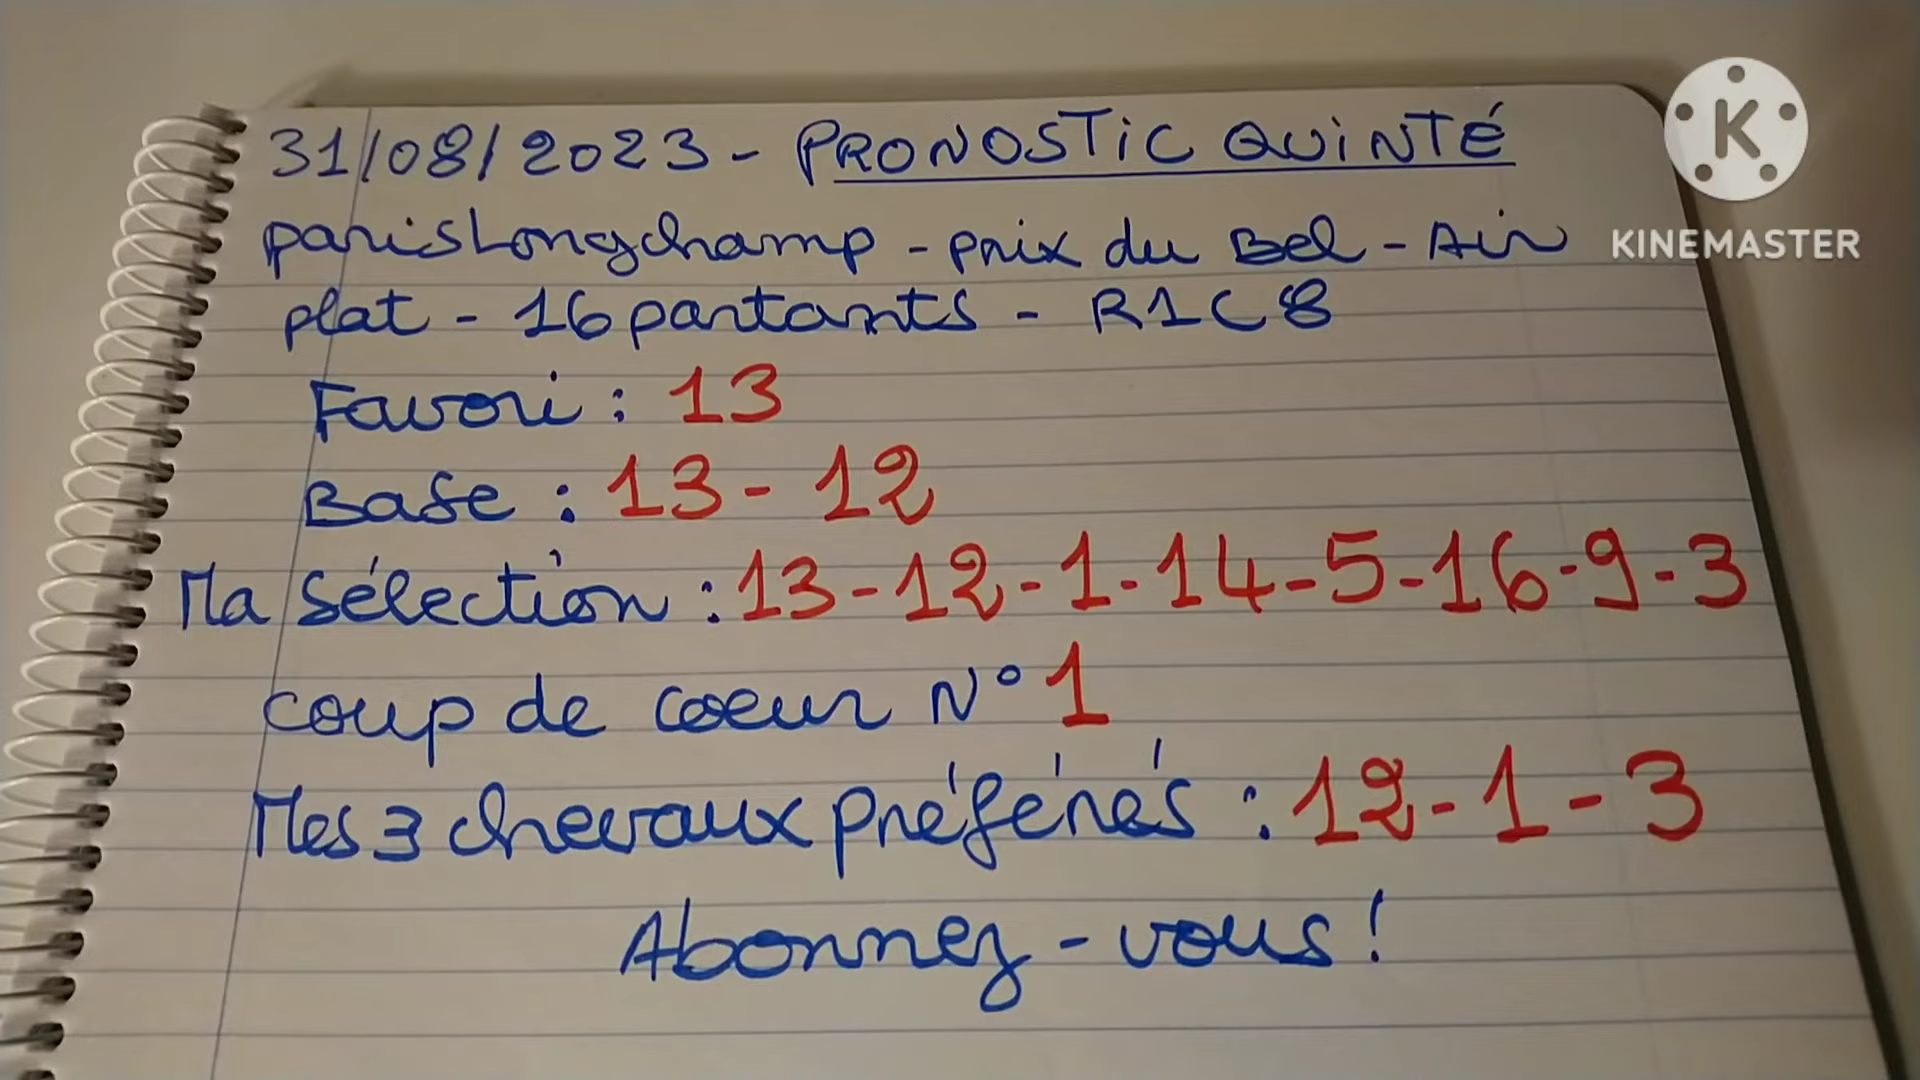 31/08/2023 - PRONOSTIC QUINTÉ
parisLongchamp - prix du Bel - Air
plat - 16 partants - R1C8
Favori : 13
Base : 13 - 12
Ma sélection : 13 - 12 - 1 - 14 - 5 - 16 - 9 - 3
coup de coeur N° 1
Mes 3 chevaux préférés : 12 - 1 - 3
Abonnez - vous !
K
KINEMASTER